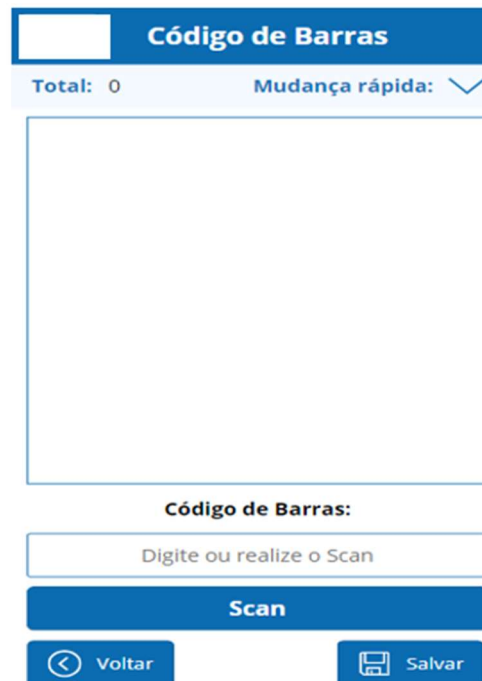 Código de Barras
Total: 0 Mudança rápida:
Código de Barras:
Digite ou realize o Scan
Scan
Voltar Salvar